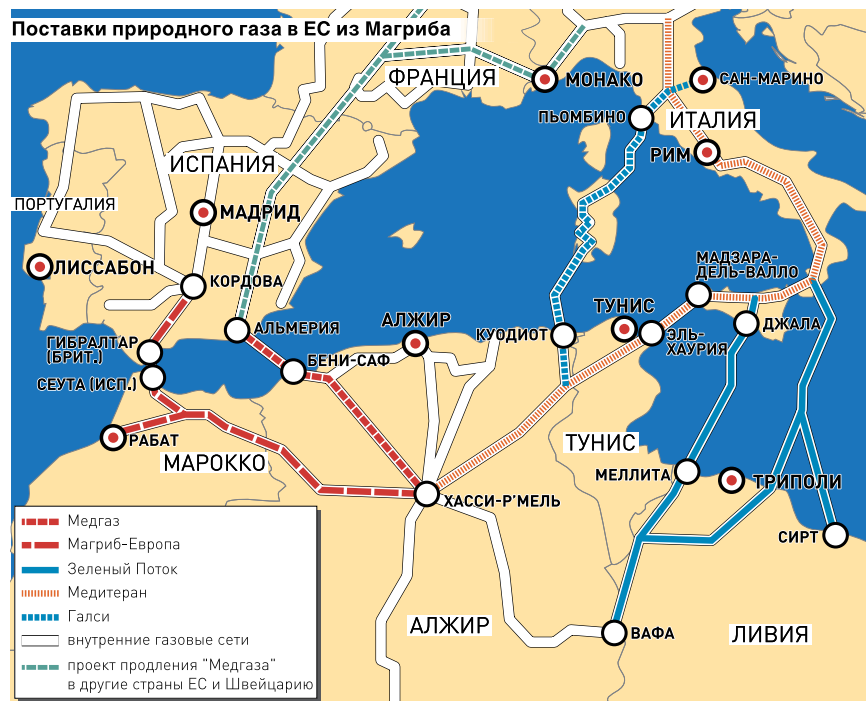 Поставки природного газа в ЕС из Магриба
ФРАНЦИЯ
МОНАКО
САН-МАРИНО
ПЬОМБИНО
ИТАЛИЯ
РИМ
ИСПАНИЯ
ПОРТУГАЛИЯ
МАДРИД
ЛИССАБОН
КОРДОВА
МАДЗАРА-
ДЕЛЬ-ВАЛЛО
ГИБРАЛТАР
(БРИТ.)
АЛЬМЕРИЯ
АЛЖИР
КУОДИОТ
ТУНИС
ЭЛЬ-
ХАУРИЯ
ДЖАЛА
СЕУТА (ИСП.)
БЕНИ-САФ
РАБАТ
МАРОККО
ТУНИС
МЕЛЛИТА
ТРИПОЛИ
ХАССИ-Р'МЕЛЬ
СИРТ
АЛЖИР
ВАФА
ЛИВИЯ
Медгаз
Магриб-Европа
Зеленый Поток
Медитеран
Галси
внутренние газовые сети
проект продления "Медгаза"
в другие страны ЕС и Швейцарию